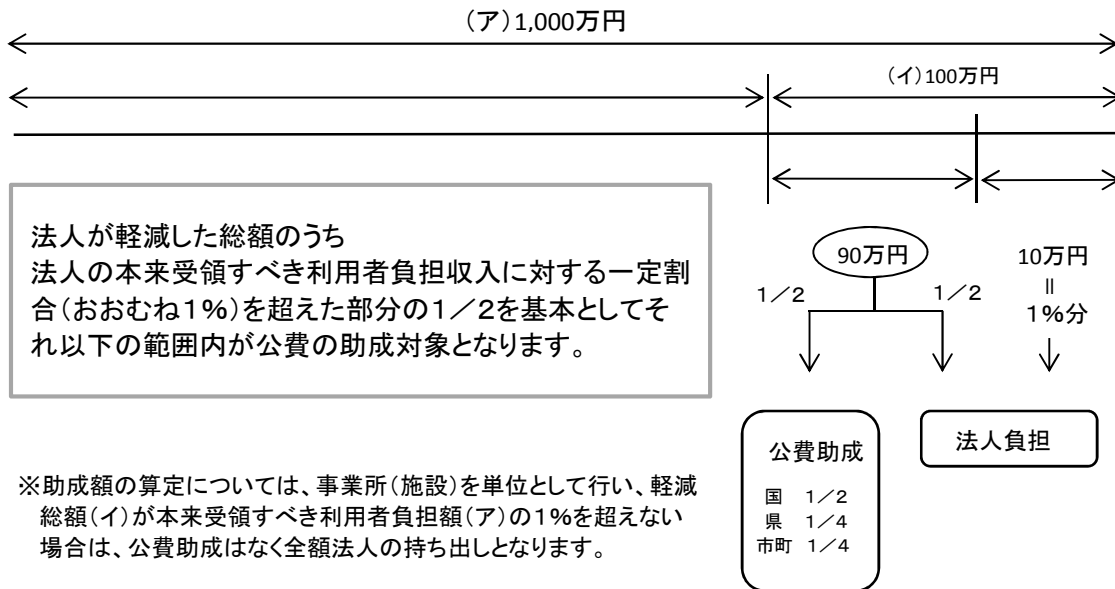 （ア）1,000万円
（イ）100万円
法人が軽減した総額のうち
法人の本来受領すべき利用者負担収入に対する一定割
合（おおむね１％）を超えた部分の１／２を基本としてそ
れ以下の範囲内が公費の助成対象となります。
90万円
10万円
＝
１％分
１／２
１／２
公費助成
国　１／２
県　１／４
市町　１／４
法人負担
※助成額の算定については、事業所（施設）を単位として行い、軽減
総額（イ）が本来受領すべき利用者負担額（ア）の１％を超えない
場合は、公費助成はなく全額法人の持ち出しとなります。